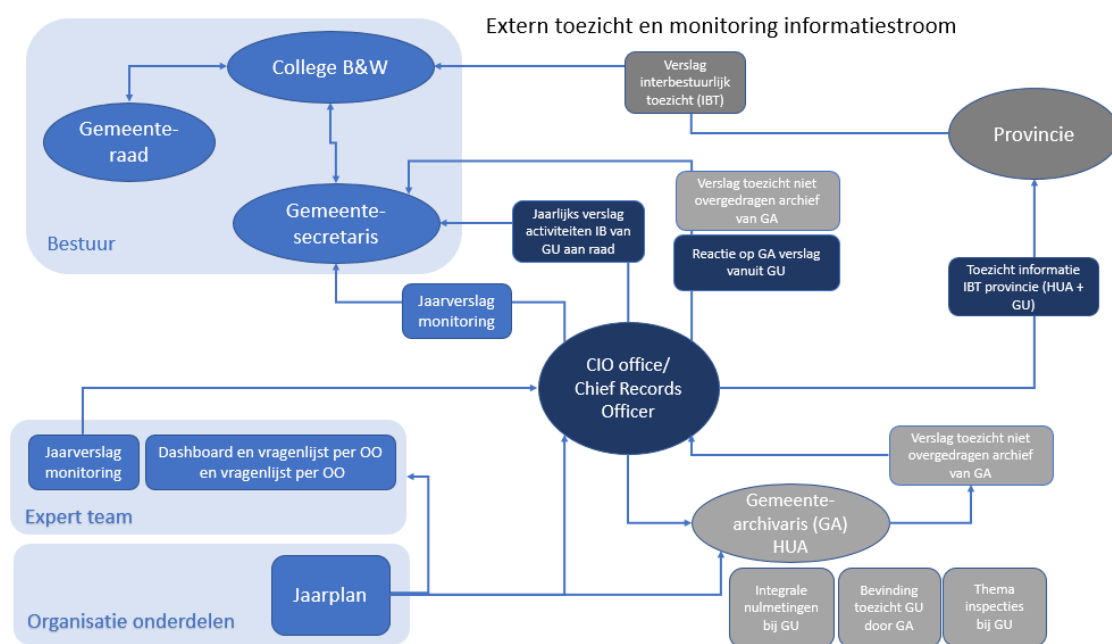 Extern toezicht en monitoring informatiestroom
College B&W
Verslag
interbestuurlijk
toezicht (IBT)
Gemeente-
raad
Provincie
Verslag toezicht niet
overgedragen archief
van GA
Gemeente-
secretaris
Jaarlijks verslag
activiteiten IB van
GU aan raad
Bestuur
Reactie op GA verslag
vanuit GU
Toezicht informatie
IBT provincie (HUA +
GU)
Jaarverslag
monitoring
CIO office/
Chief Records
Officer
Jaarverslag
monitoring
Dashboard en vragenlijst per OO
en vragenlijst per OO
Verslag toezicht niet
overgedragen archief
van GA
Expert team
Gemeente-
archivaris (GA)
HUA
Jaarplan
Organisatie onderdelen
Integrale
nulmetingen
bij GU
Bevinding
toezicht GU
door GA
Thema
inspecties
bij GU